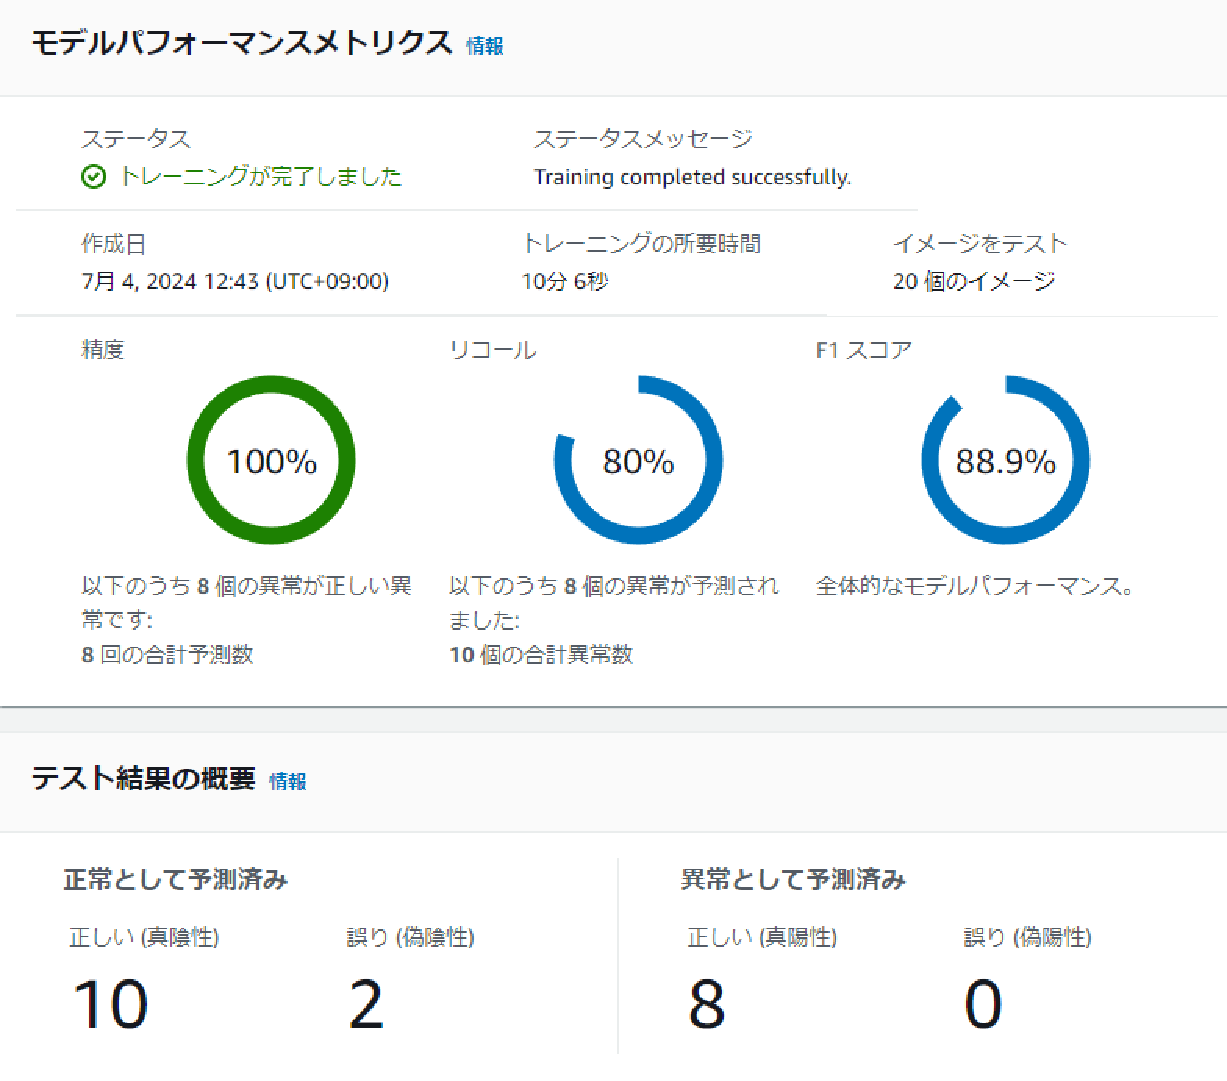 モデルパフォーマンスメトリクス 情報
ステータス
トレーニングが完了しました
ステータスメッセージ
Training completed successfully.
作成日
7月 4, 2024 12:43 (UTC+09:00)
トレーニングの所要時間
10分 6秒
イメージをテスト
20 個のイメージ
精度
100%
以下のうち 8 個の異常が正しい異
常です:
8 回の合計予測数
リコール
80%
以下のうち 8 個の異常が予測され
ました:
10 個の合計異常数
F1 スコア
88.9%
全体的なモデルパフォーマンス。
テスト結果の概要 情報
正常として予測済み
正しい (真陰性)
10
誤り (偽陰性)
2
異常として予測済み
正しい (真陽性)
8
誤り (偽陽性)
0